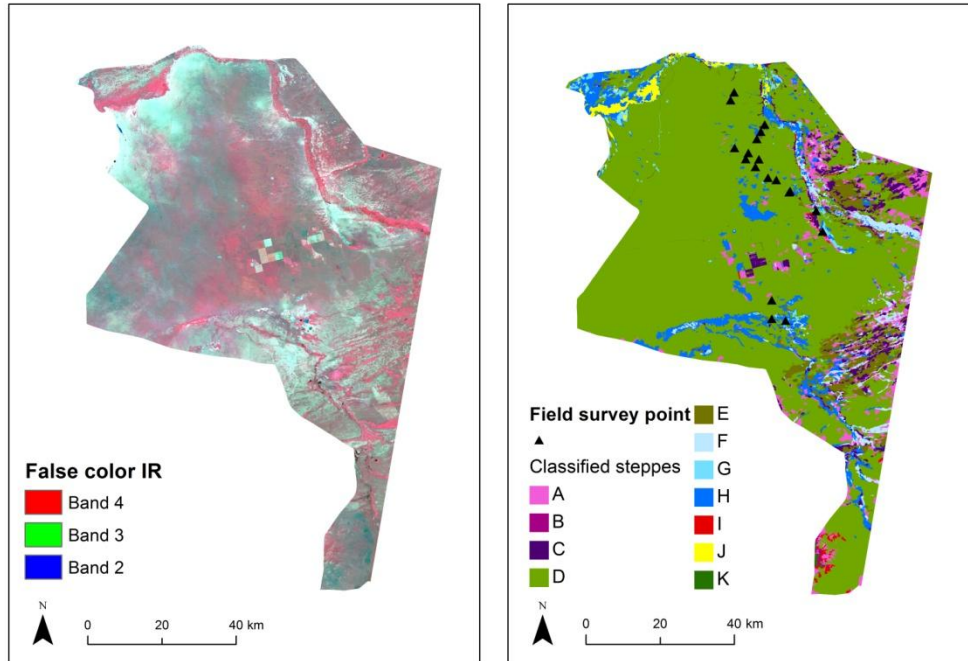 False color IR
Band 4
Band 3
Band 2
N
0 20 40 km
Field survey point
Classified steppes
A
B
C
D
E
F
G
H
I
J
K
N
0 20 40 km